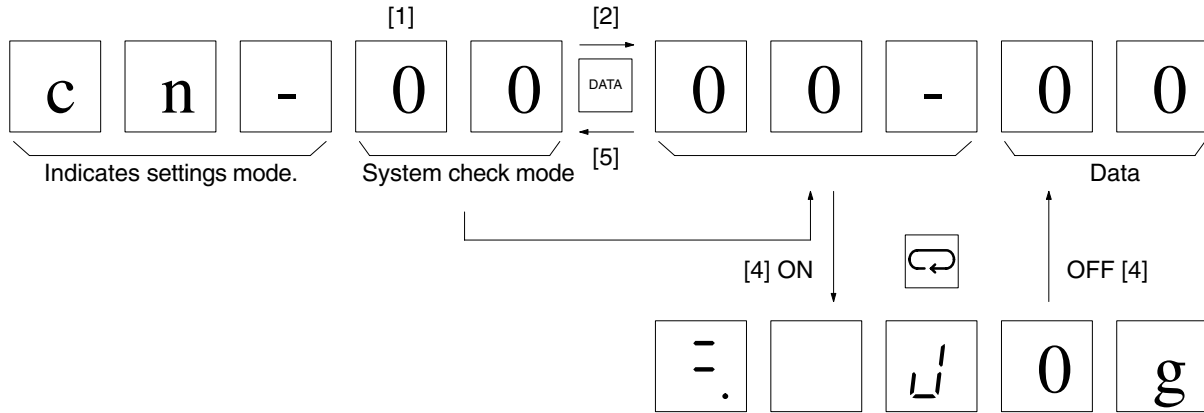 [1] [2]
c n - 0 0 DATA 0 0 - 0 0
[5]
Indicates settings mode. System check mode Data
[4] ON OFF [4]
0 g